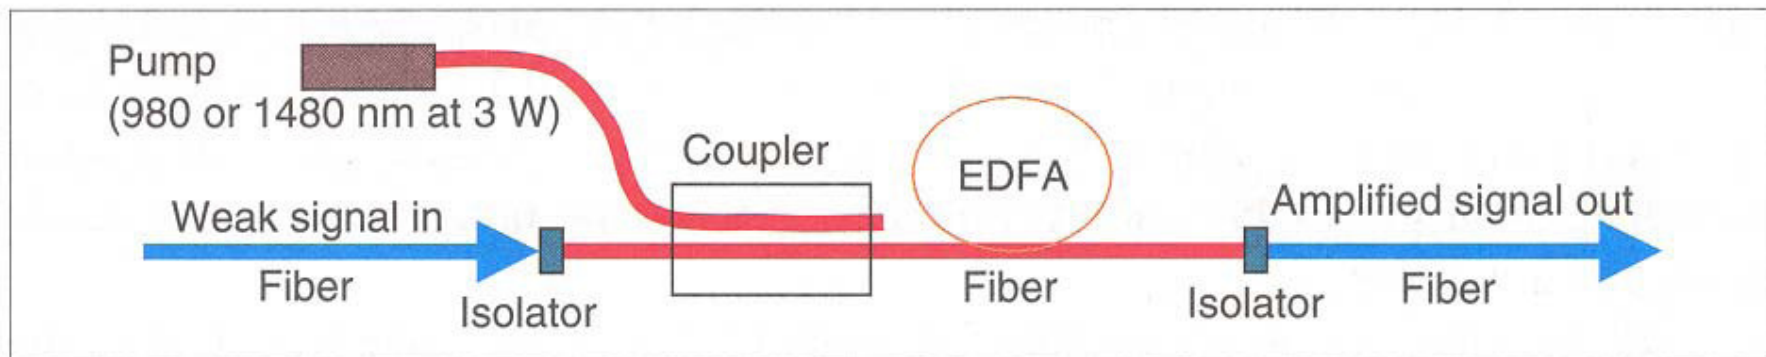 Pump
(980 or 1480 nm at 3 W)
Coupler
EDFA
Weak signal in
Amplified signal out
Fiber
Isolator
Fiber
Isolator
Fiber